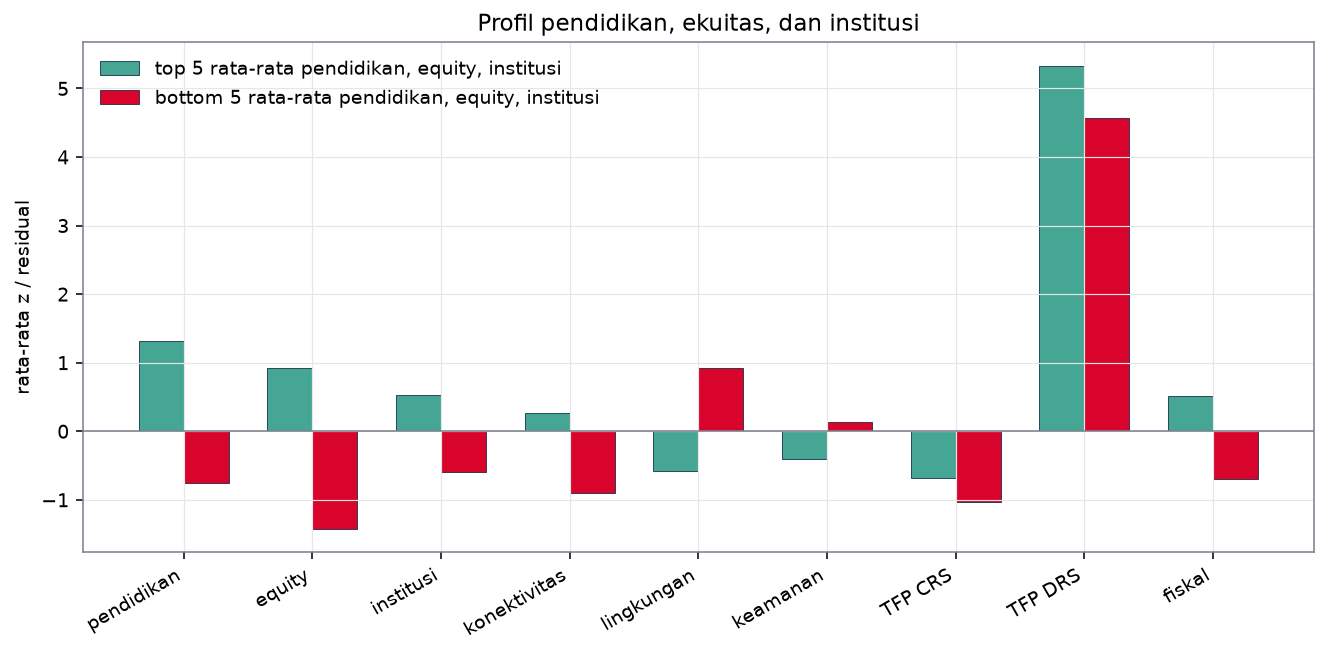 Profil pendidikan, ekuitas, dan institusi
top 5 rata-rata pendidikan, equity, institusi
bottom 5 rata-rata pendidikan, equity, institusi
rata-rata z / residual
5
4
3
2
1
0
−1
pendidikan
equity
institusi
konektivitas
lingkungan
keamanan
TFP CRS
TFP DRS
fiskal